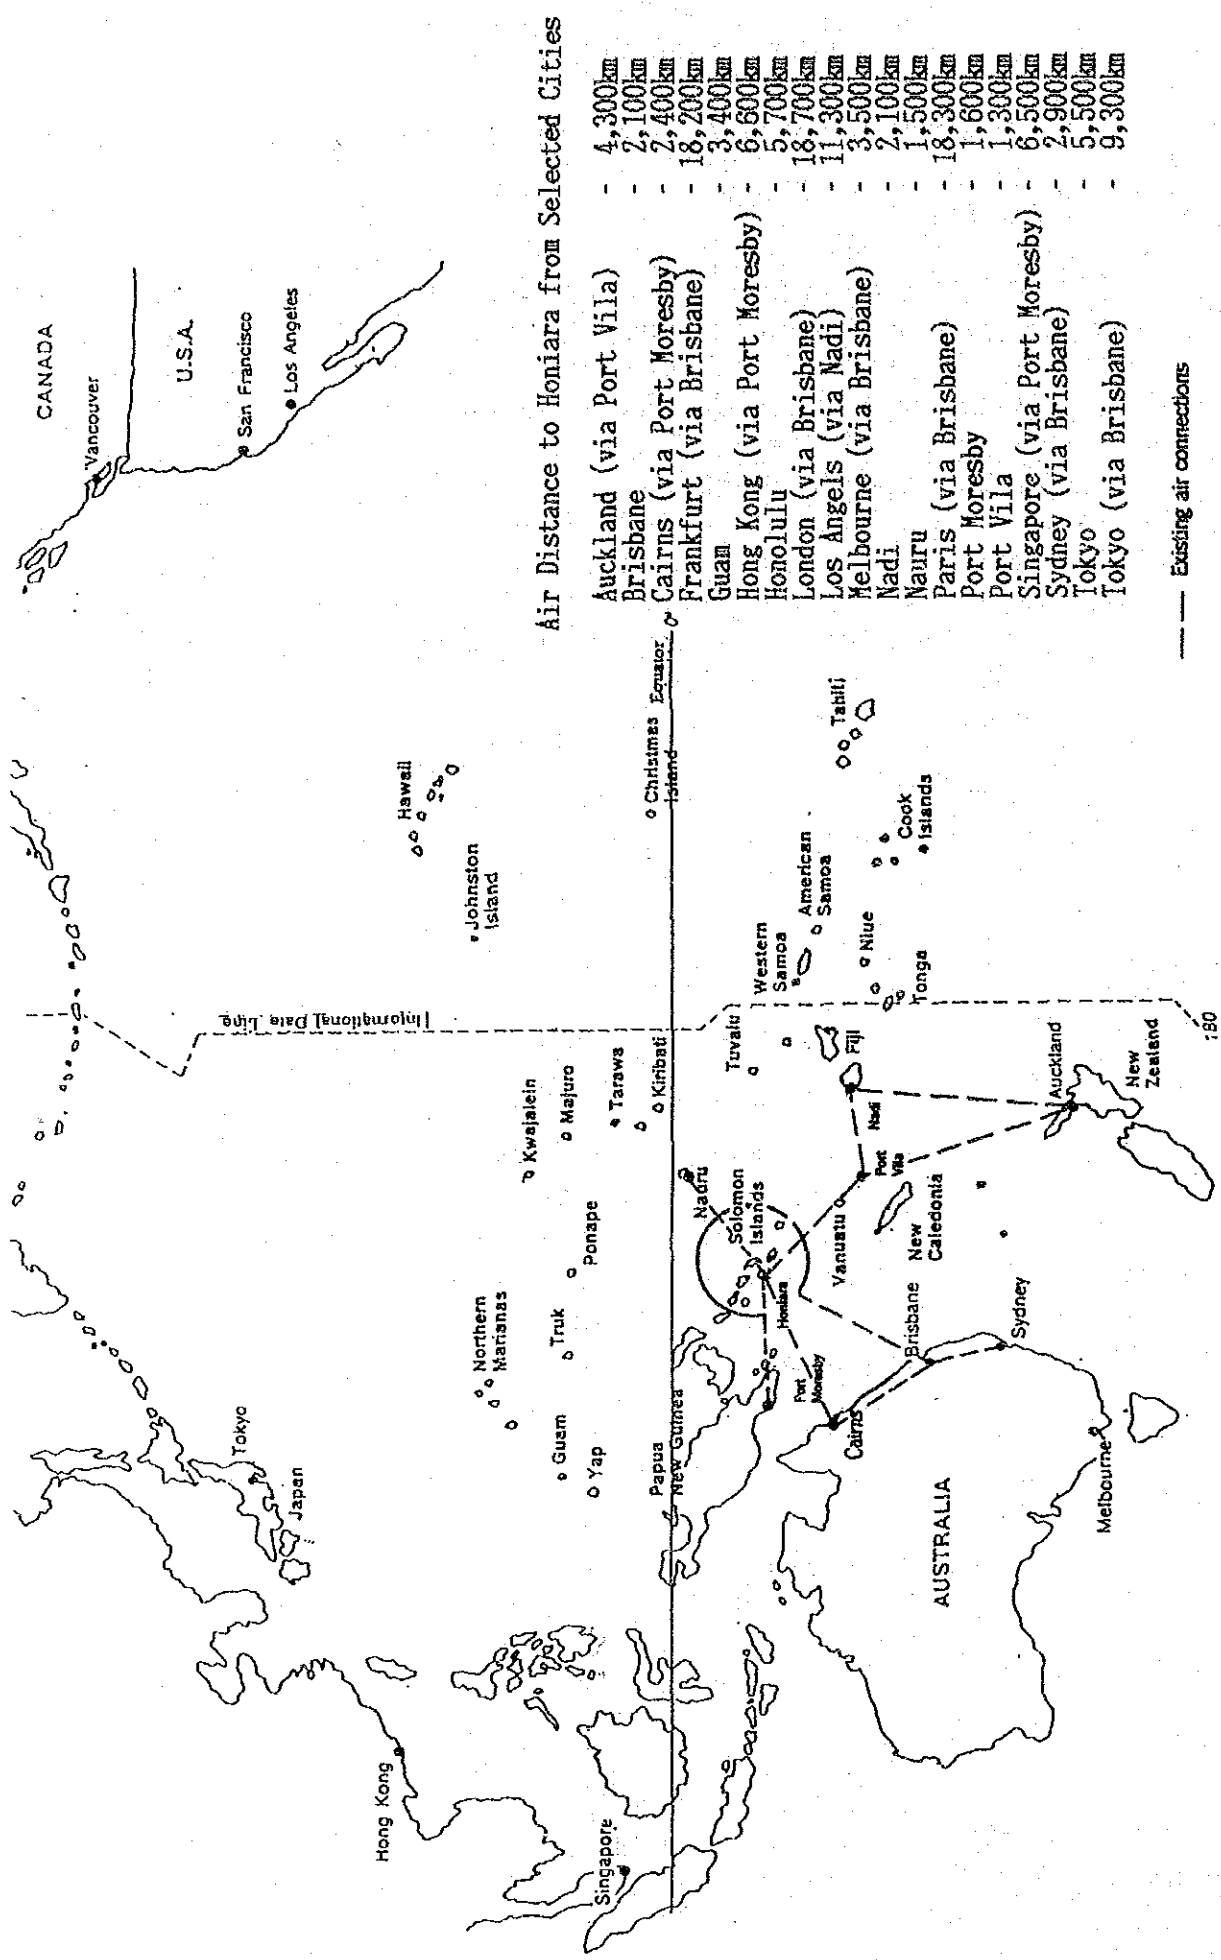 CANADA
Vancouver
U.S.A.
San Francisco
Los Angeles
Hawaii
Johnston
Island
Christmas
Island
Equator 0°
International Date Line
Tokyo
Japan
Hong Kong
Singapore
Northern
Marianas
Guam
Yap
Truk
Ponape
Kwajalein
Majuro
Tarawa
Kiribati
Nauru
Papua
New Guinea
Solomon
Islands
Honiara
Port
Moresby
Tuvalu
Western
Samoa
American
Samoa
Tahiti
Cook
Islands
Niue
Tonga
Fiji
Nadi
Port
Vila
Vanuatu
New
Caledonia
Cairns
Brisbane
Sydney
AUSTRALIA
Melbourne
Auckland
New
Zealand
180
Air Distance to Honiara from Selected Cities
Auckland (via Port Vila) - 4,300km
Brisbane - 2,100km
Cairns (via Port Moresby) - 2,400km
Frankfurt (via Brisbane) - 18,200km
Guam - 3,400km
Hong Kong (via Port Moresby) - 6,600km
Honolulu - 5,700km
London (via Brisbane) - 18,700km
Los Angels (via Nadi) - 11,300km
Melbourne (via Brisbane) - 3,500km
Nadi - 2,100km
Nauru - 1,500km
Paris (via Brisbane) - 18,300km
Port Moresby - 1,600km
Port Vila - 1,300km
Singapore (via Port Moresby) - 6,500km
Sydney (via Brisbane) - 2,900km
Tokyo - 5,500km
Tokyo (via Brisbane) - 9,300km
Existing air connections